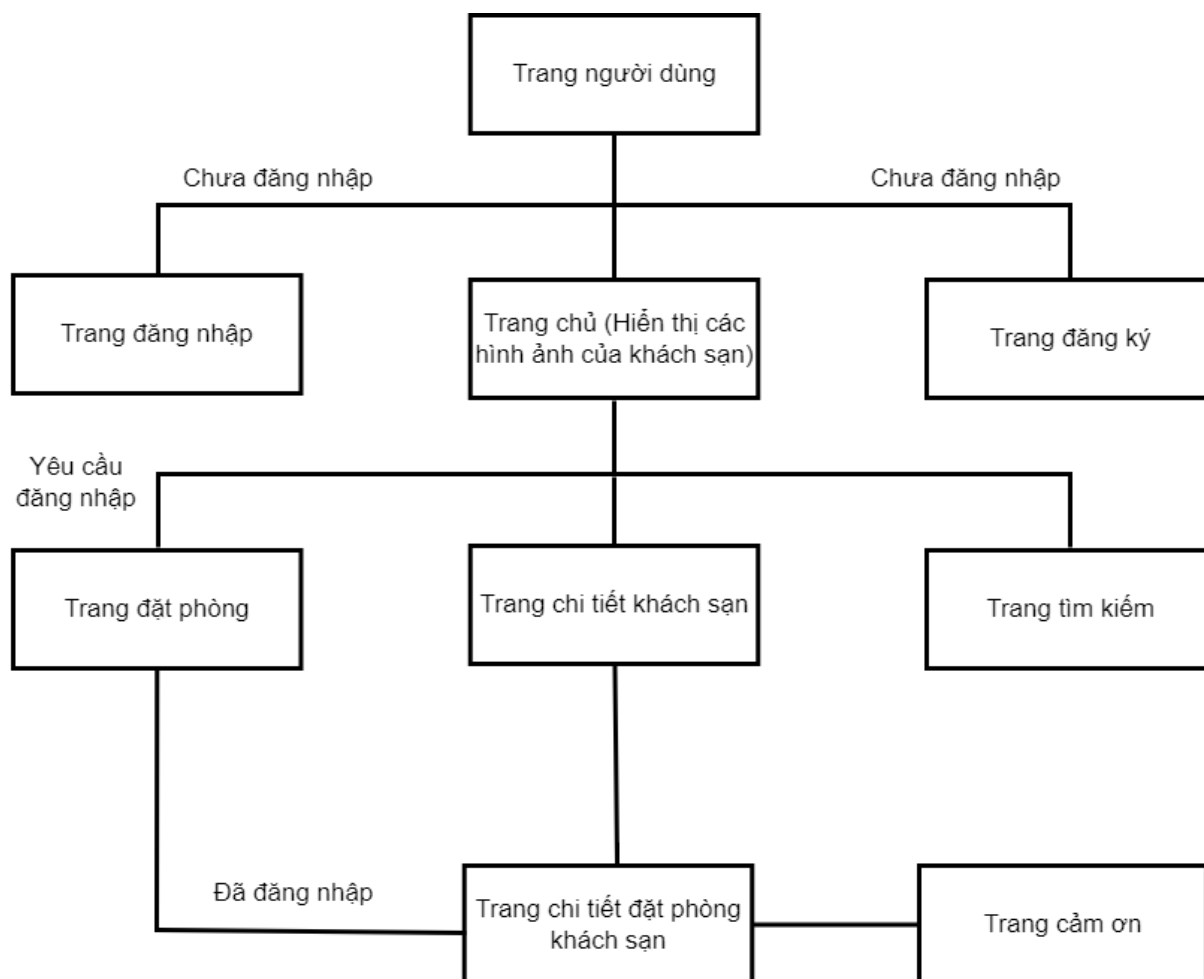 Trang người dùng
Chưa đăng nhập
Chưa đăng nhập
Trang đăng nhập
Trang chủ (Hiển thị các
hình ảnh của khách sạn)
Trang đăng ký
Yêu cầu
đăng nhập
Trang đặt phòng
Trang chi tiết khách sạn
Trang tìm kiếm
Đã đăng nhập
Trang chi tiết đặt phòng
khách sạn
Trang cảm ơn